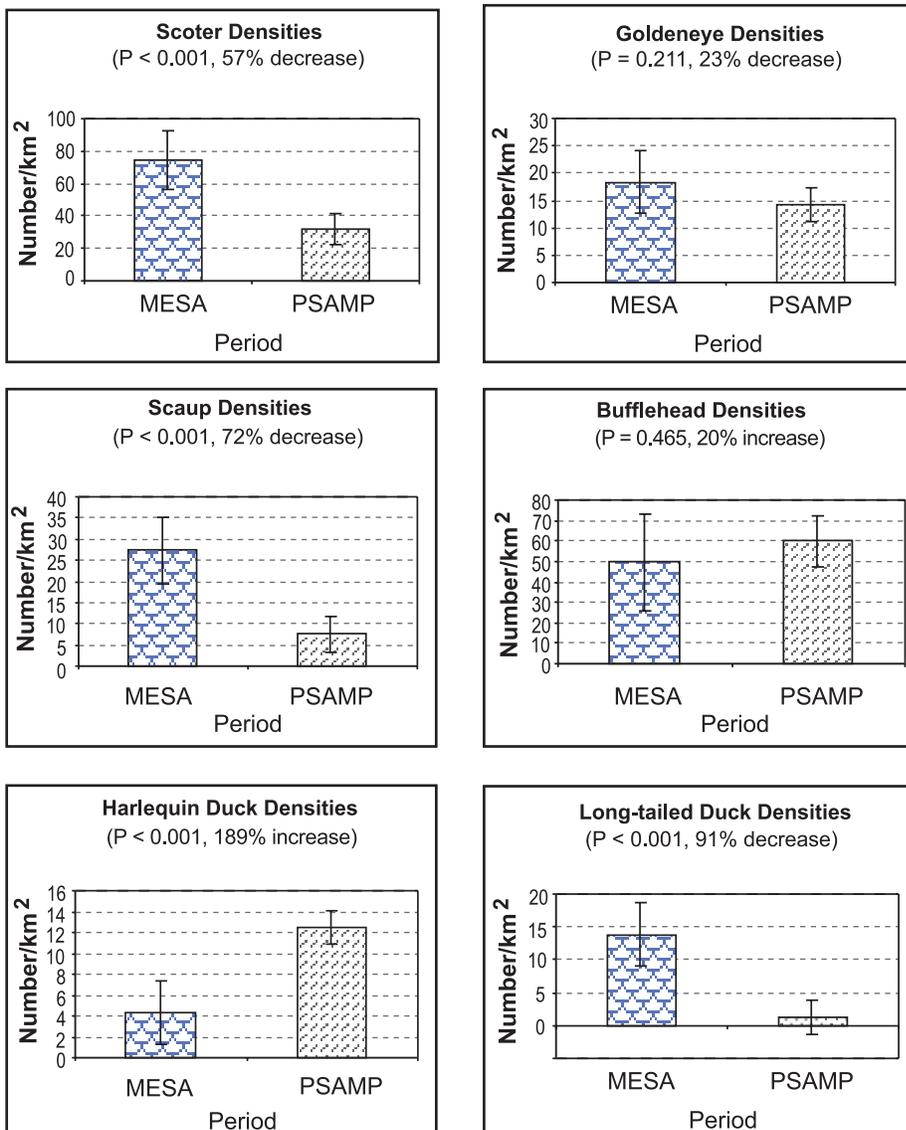 Scoter Densities
(P < 0.001, 57% decrease)
Number/km²
100
80
60
40
20
0
MESA PSAMP
Period
Goldeneye Densities
(P = 0.211, 23% decrease)
Number/km²
30
25
20
15
10
5
0
MESA PSAMP
Period
Scaup Densities
(P < 0.001, 72% decrease)
Number/km²
40
35
30
25
20
15
10
5
0
MESA PSAMP
Period
Bufflehead Densities
(P = 0.465, 20% increase)
Number/km²
80
70
60
50
40
30
20
10
0
MESA PSAMP
Period
Harlequin Duck Densities
(P < 0.001, 189% increase)
Number/km²
16
14
12
10
8
6
4
2
0
MESA PSAMP
Period
Long-tailed Duck Densities
(P < 0.001, 91% decrease)
Number/km²
20
15
10
5
0
MESA PSAMP
Period